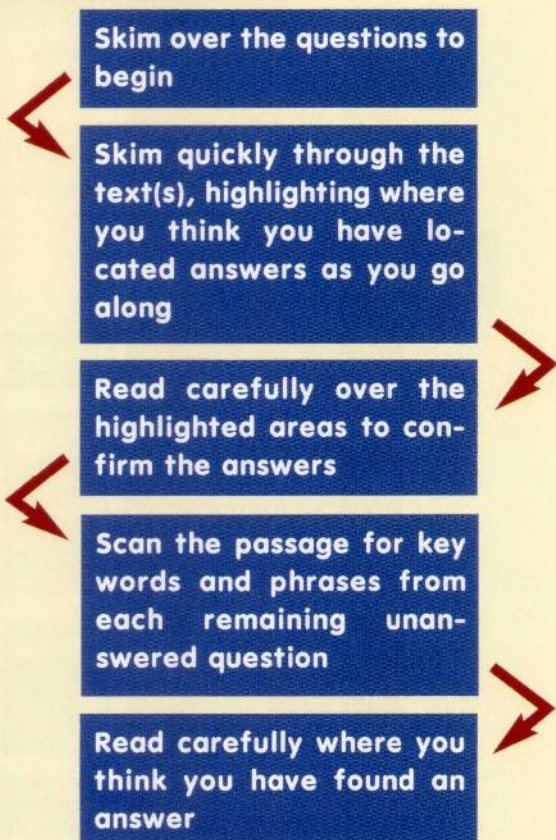 Skim over the questions to
begin
Skim quickly through the
text(s), highlighting where
you think you have lo-
cated answers as you go
along
Read carefully over the
highlighted areas to con-
firm the answers
Scan the passage for key
words and phrases from
each remaining unan-
swered question
Read carefully where you
think you have found an
answer